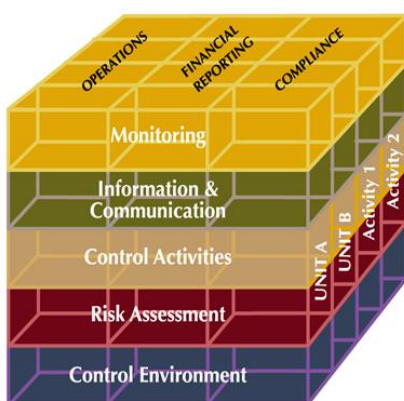 OPERATIONS
FINANCIAL
REPORTING
COMPLIANCE
Monitoring
Information &
Communication
Control Activities
Risk Assessment
Control Environment
UNIT A
UNIT B
Activity 1
Activity 2